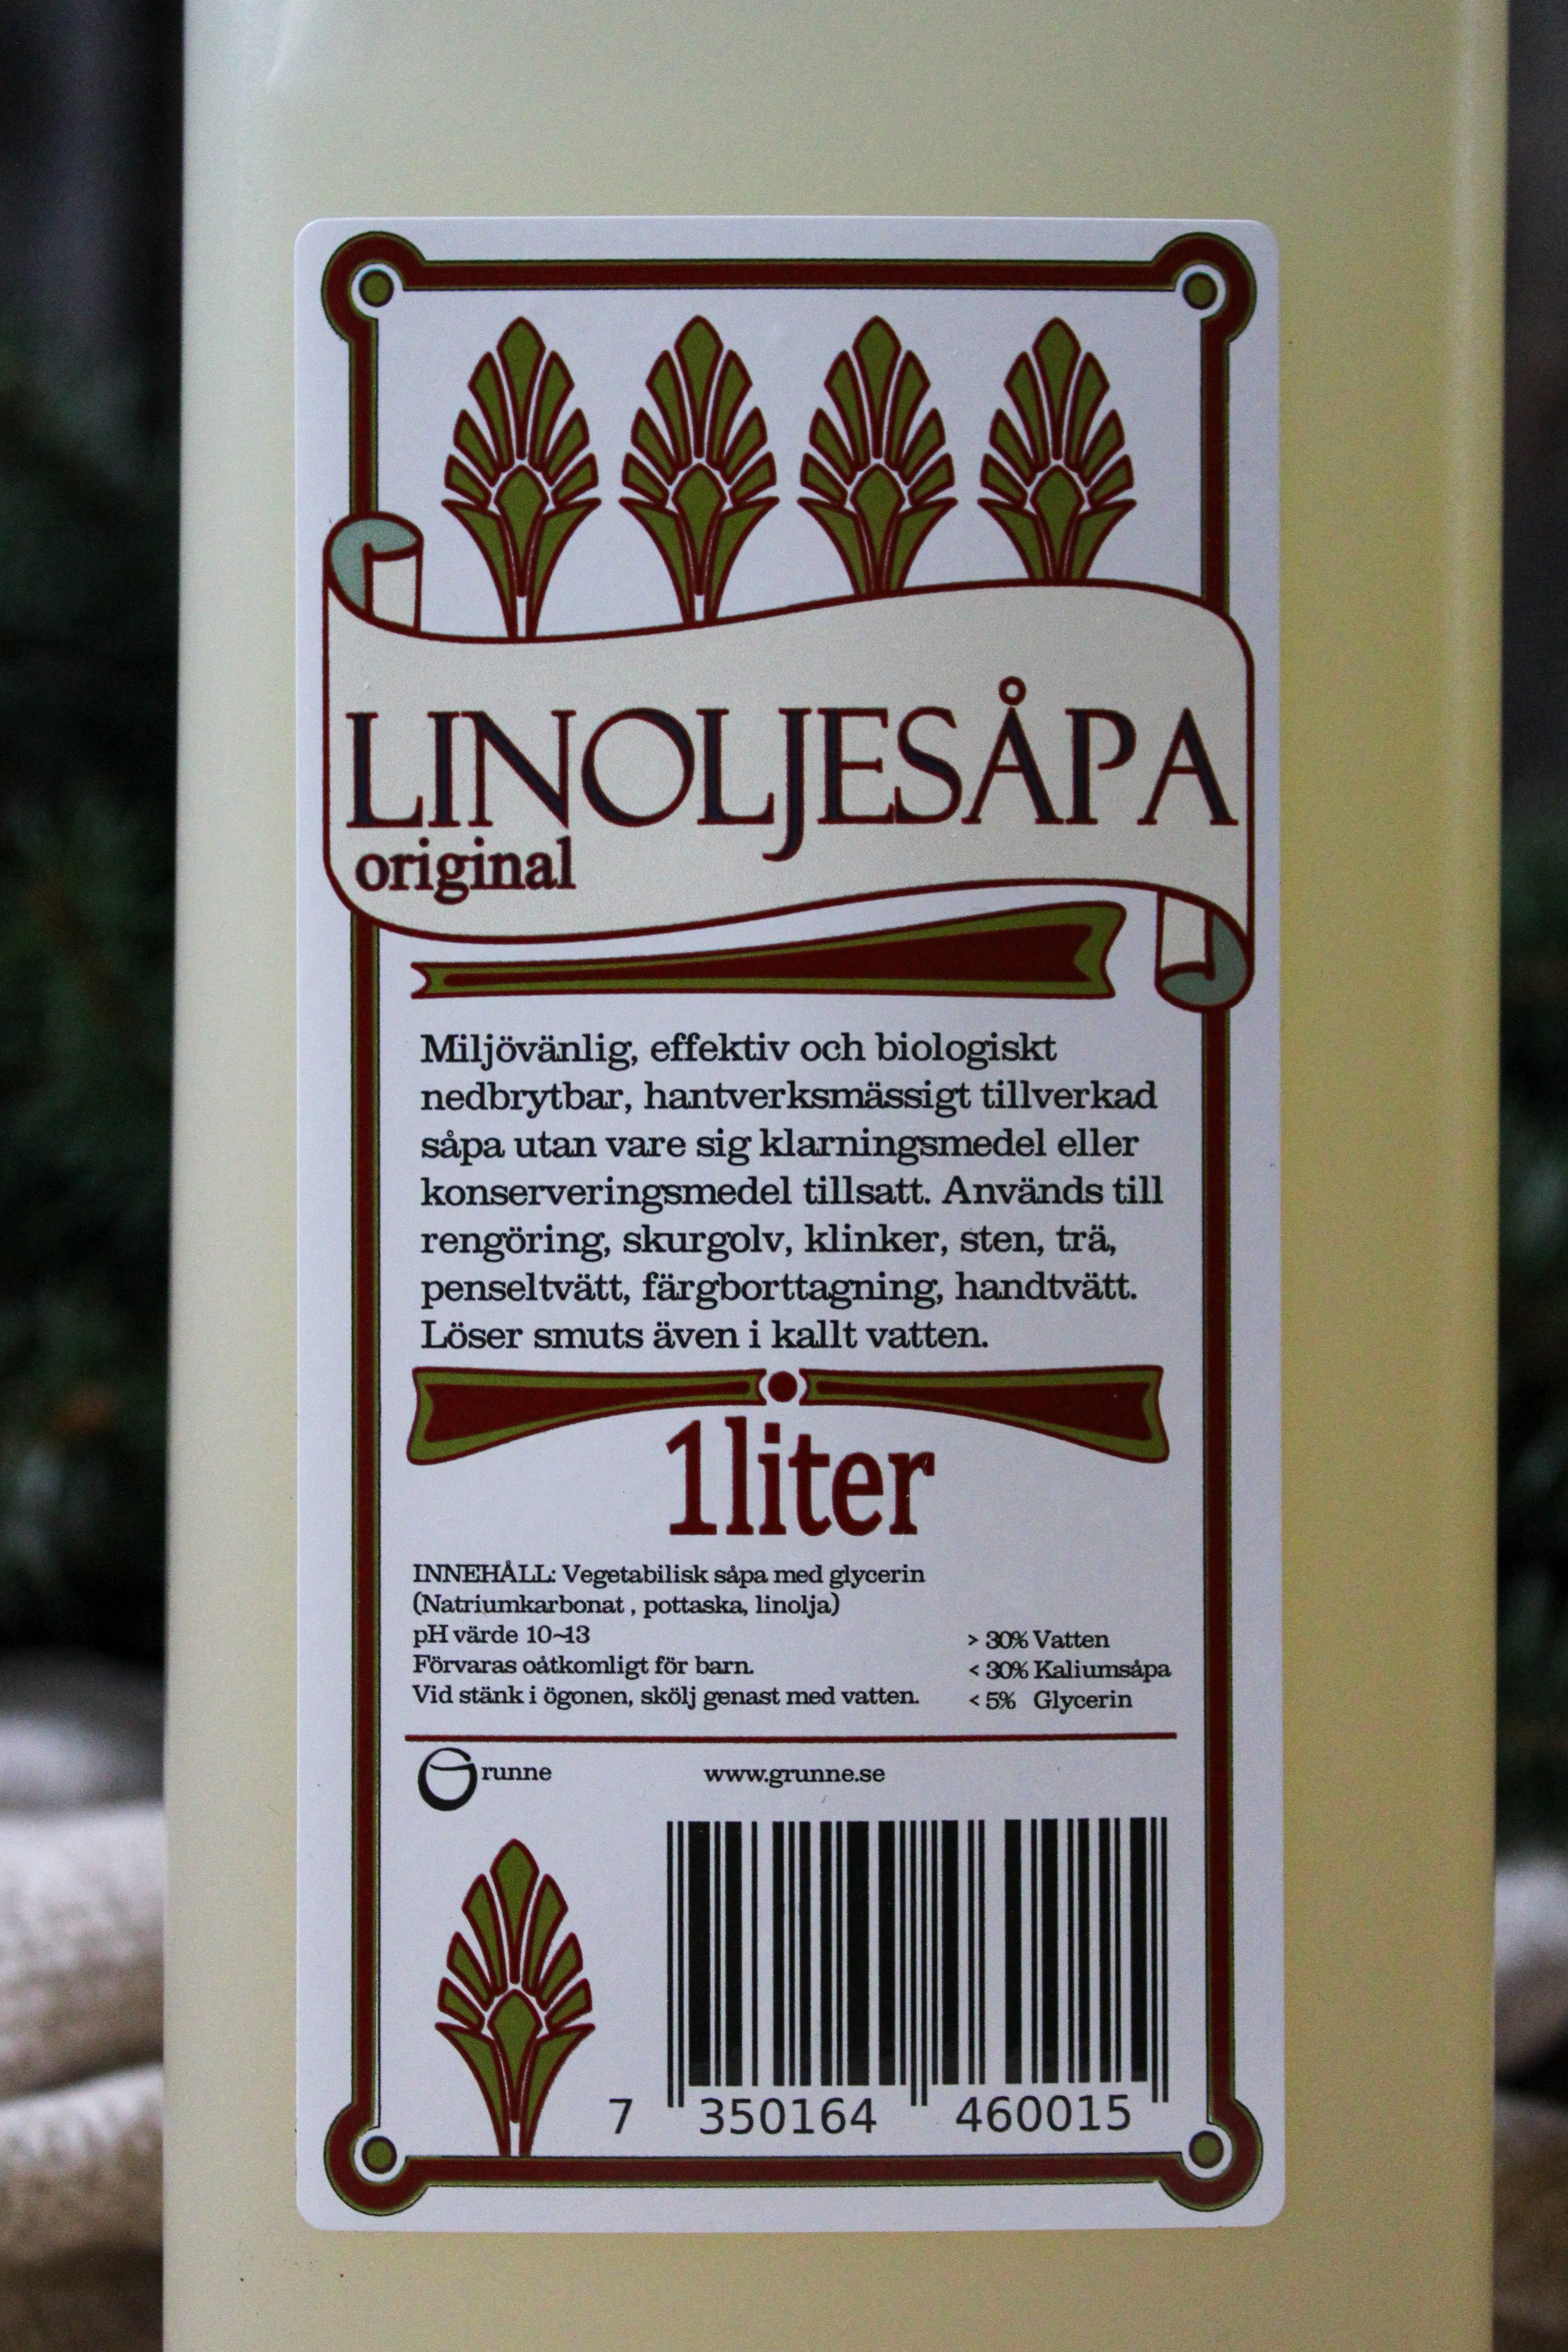 LINOLJESÅPA
original
Miljövänlig, effektiv och biologiskt
nedbrytbar, hantverksmässigt tillverkad
såpa utan vare sig klarningsmedel eller
konserveringsmedel tillsatt. Används till
rengöring, skurgolv, klinker, sten, trä,
penseltvätt, färgborttagning, handtvätt.
Löser smuts även i kallt vatten.
1liter
INNEHÅLL: Vegetabilisk såpa med glycerin
(Natriumkarbonat , pottaska, linolja)
pH värde 10-13
Förvaras oåtkomligt för barn.
Vid stänk i ögonen, skölj genast med vatten.
> 30% Vatten
< 30% Kaliumsåpa
< 5% Glycerin
Grunne
www.grunne.se
7 350164 460015